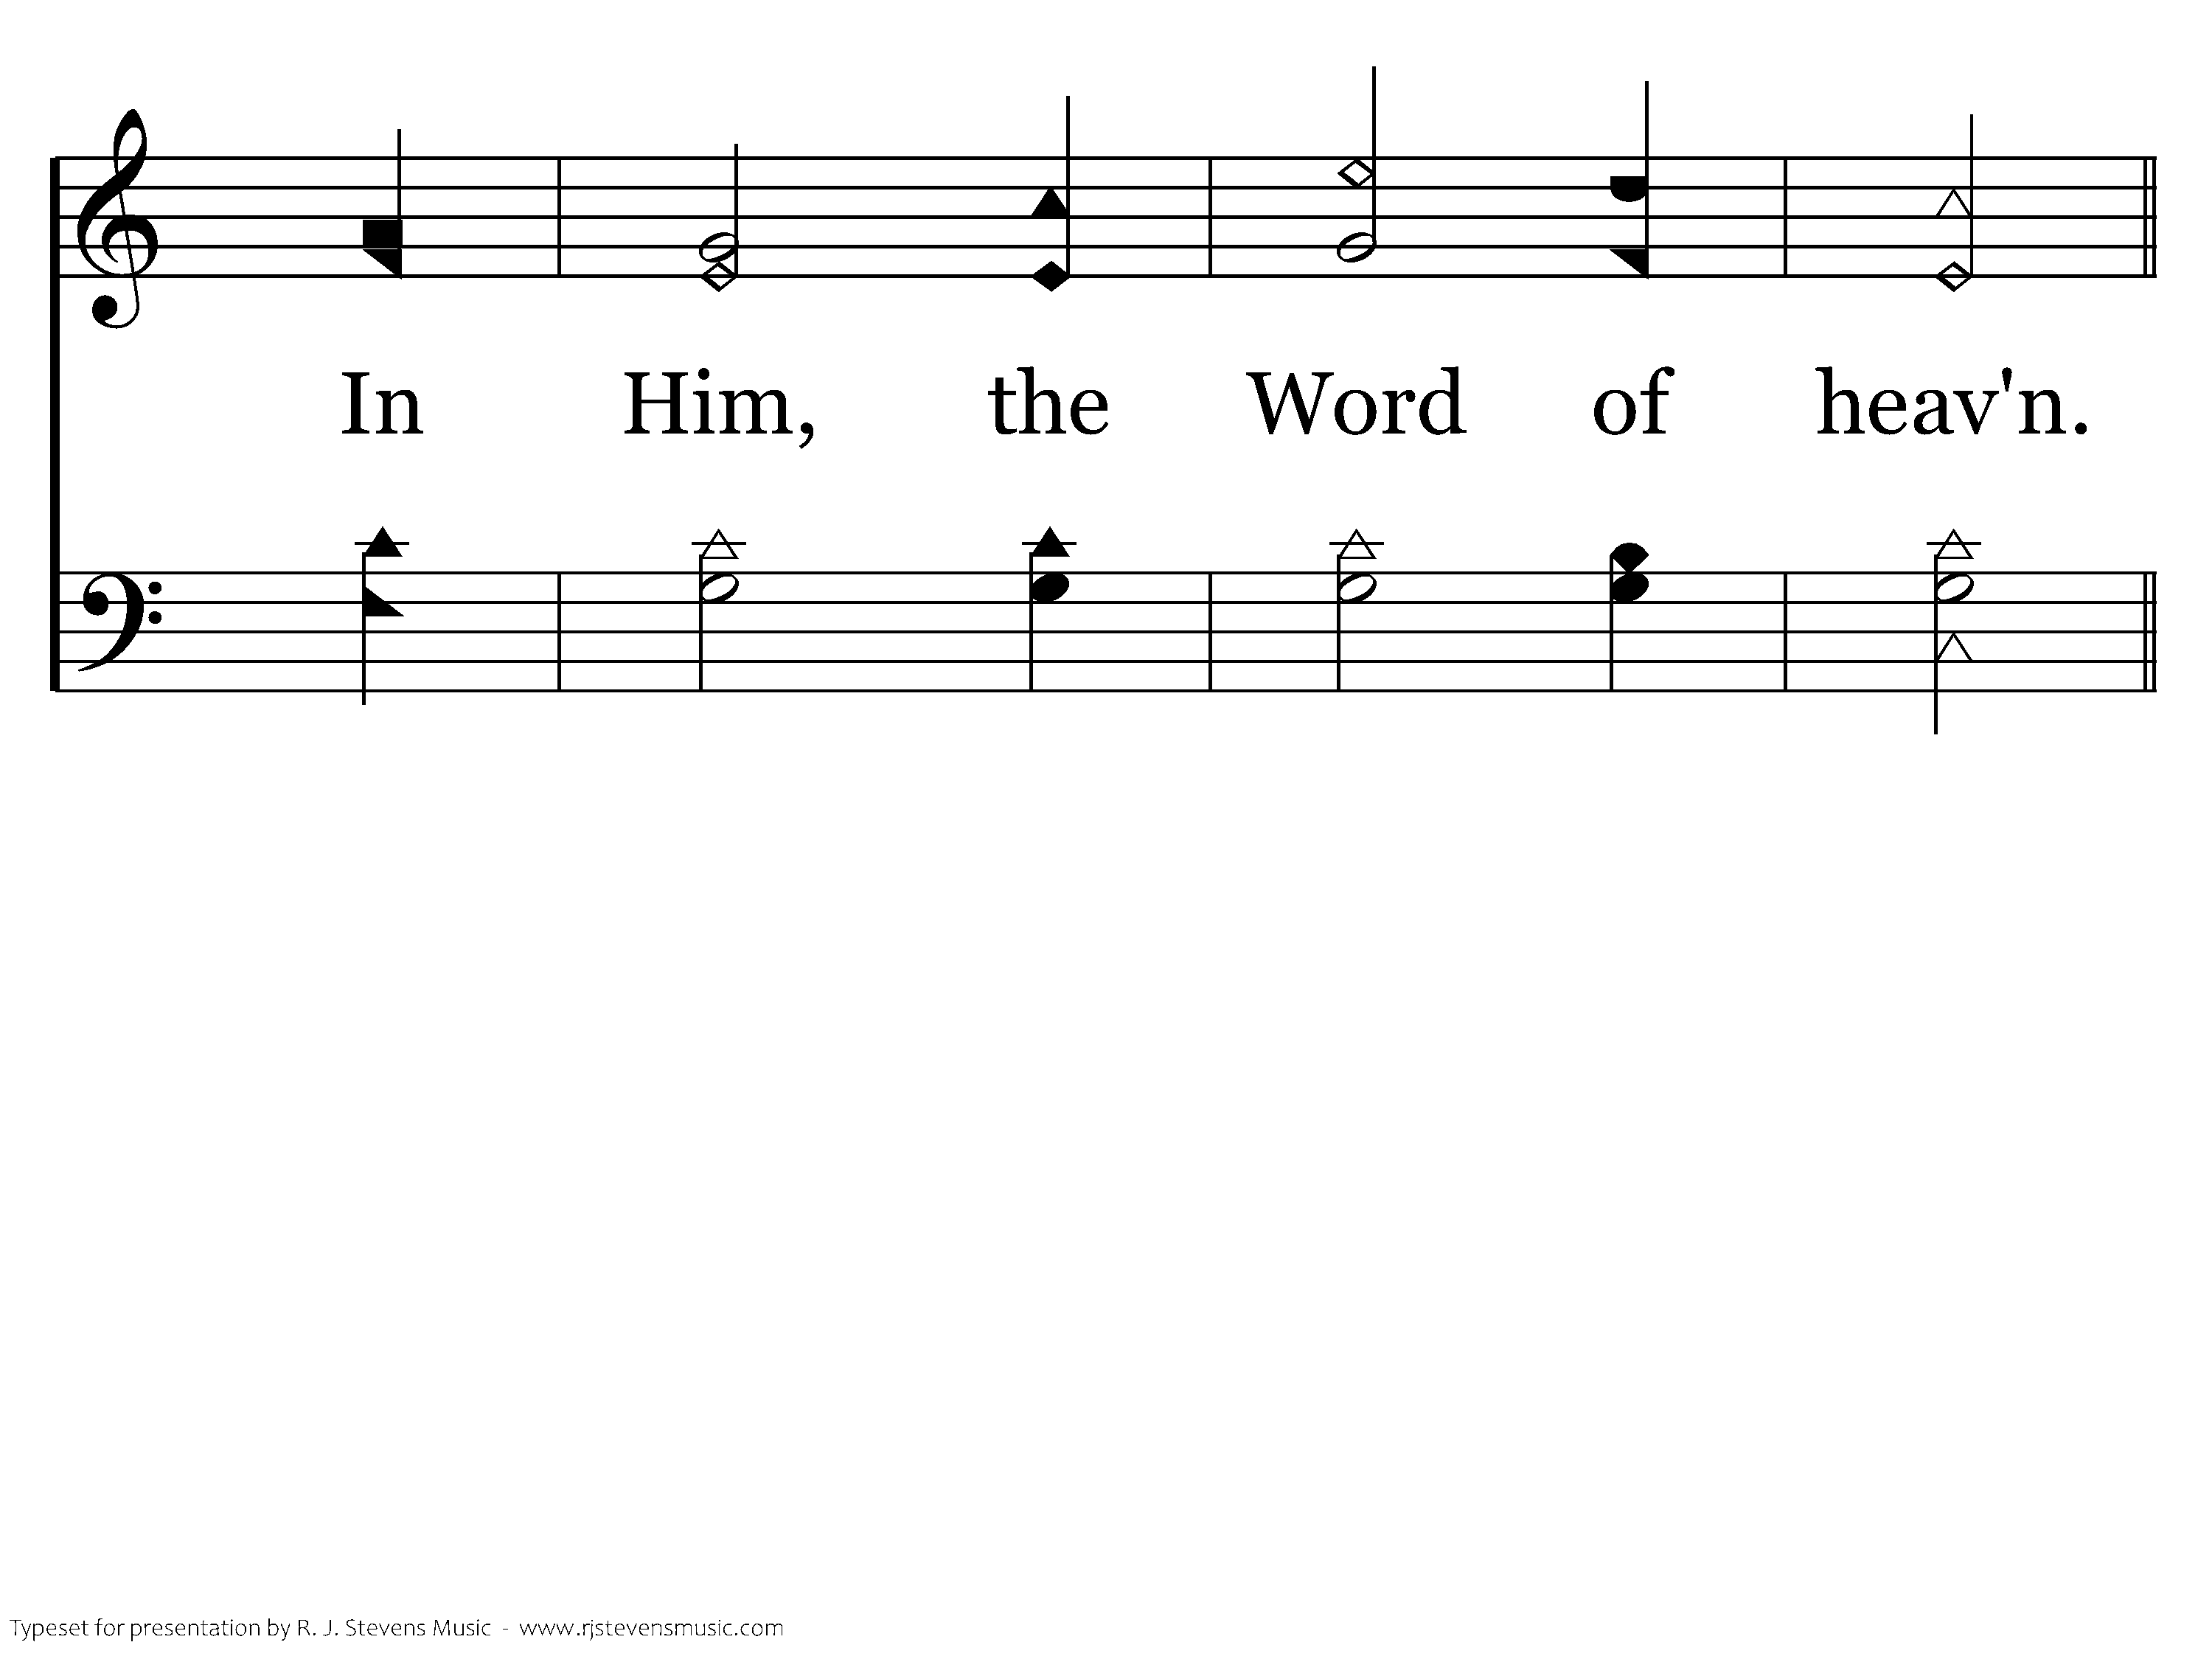 In Him, the Word of heav'n.
Typeset for presentation by R. J. Stevens Music - www.rjstevensmusic.com